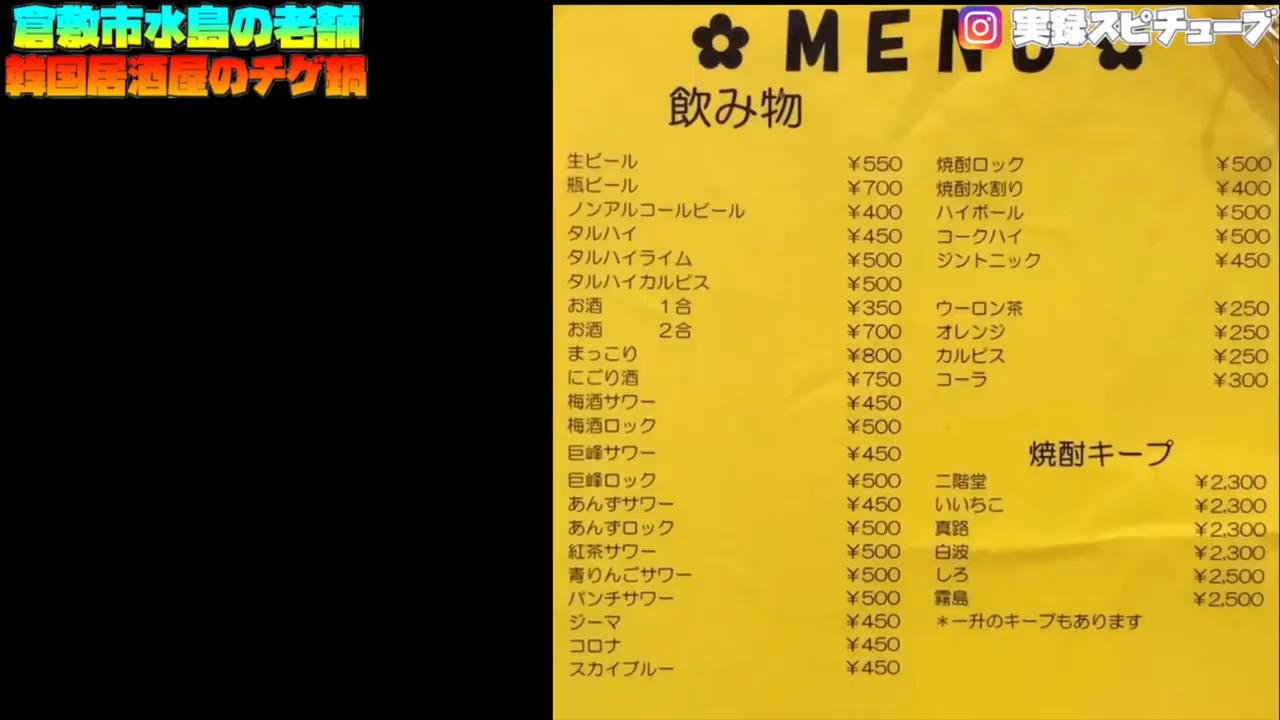 倉敷市水島の老舗
韓国居酒屋のチゲ鍋
実録スピチューブ
MENU
飲み物
生ビール ¥550
瓶ビール ¥700
ノンアルコールビール ¥400
タルハイ ¥450
タルハイライム ¥500
タルハイカルピス ¥500
お酒 1合 ¥350
お酒 2合 ¥700
まっこり ¥800
にごり酒 ¥750
梅酒サワー ¥450
梅酒ロック ¥500
巨峰サワー ¥450
巨峰ロック ¥500
あんずサワー ¥450
あんずロック ¥500
紅茶サワー ¥500
青りんごサワー ¥500
パンチサワー ¥500
ジーマ ¥450
コロナ ¥450
スカイブルー ¥450
焼酎ロック ¥500
焼酎水割り ¥400
ハイボール ¥500
コークハイ ¥500
ジントニック ¥450
ウーロン茶 ¥250
オレンジ ¥250
カルピス ¥250
コーラ ¥300
焼酎キープ
二階堂 ¥2,300
いいちこ ¥2,300
真路 ¥2,300
白波 ¥2,300
しろ ¥2,500
霧島 ¥2,500
＊一升のキープもあります